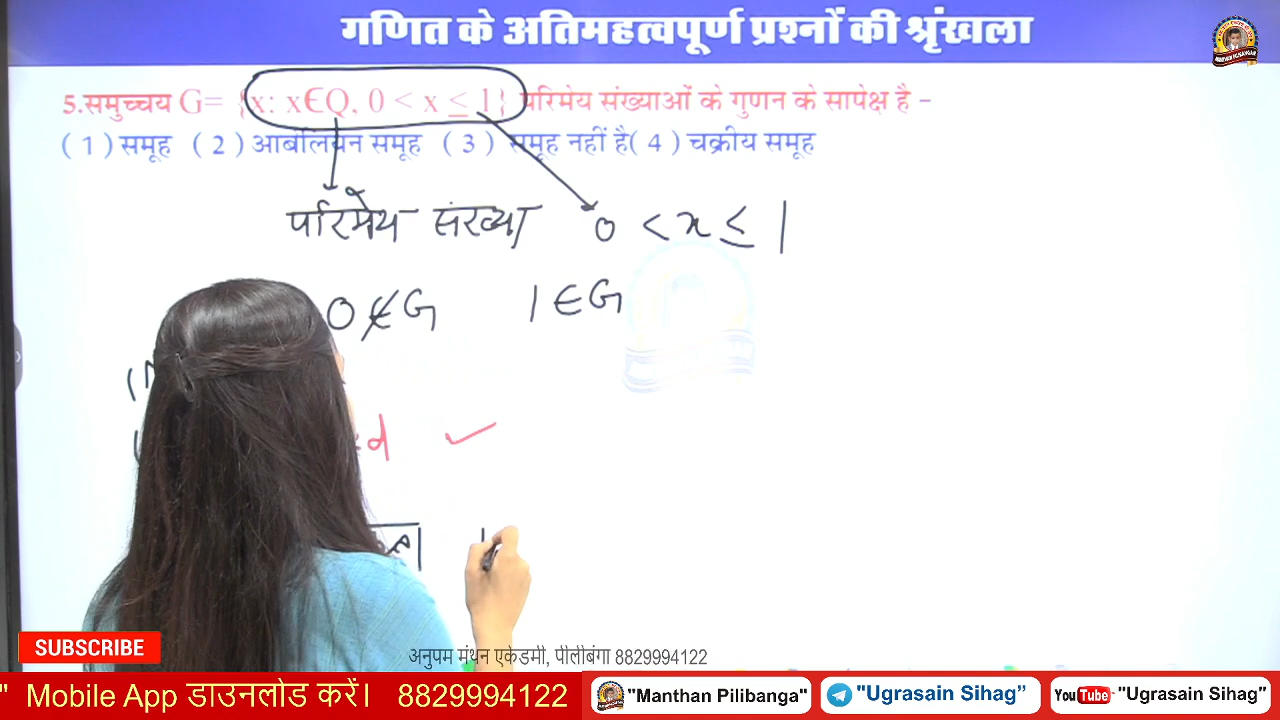 गणित के अतिमहत्वपूर्ण प्रश्नों की श्रृंखला
5.समुच्चय G= {x: x∈Q, 0 < x ≤ 1} परिमेय संख्याओं के गुणन के सापेक्ष है –
( 1 ) समूह ( 2 ) आबेलियन समूह ( 3 ) समूह नहीं है( 4 ) चक्रीय समूह
परिमेय संख्या 0 < x ≤ 1
0 ∉ G 1 ∈ G
SUBSCRIBE
अनुपम मंथन एकेडमी, पीलीबंगा 8829994122
" Mobile App डाउनलोड करें। 8829994122 "Manthan Pilibanga" "Ugrasain Sihag" You Tube -"Ugrasain Sihag"